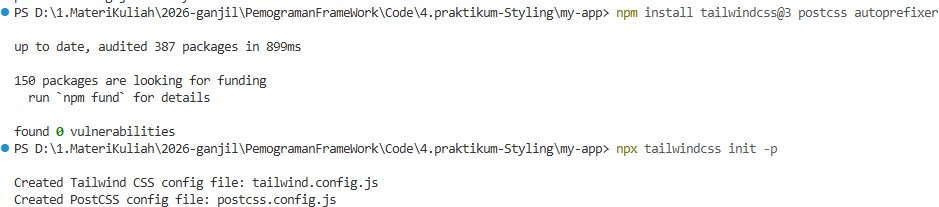 PS D:\1.MateriKuliah\2026-ganjil\PemogramanFrameWork\Code\4.praktikum-Styling\my-app> npm install tailwindcss@3 postcss autoprefixer
up to date, audited 387 packages in 899ms
150 packages are looking for funding
run `npm fund` for details
found 0 vulnerabilities
PS D:\1.MateriKuliah\2026-ganjil\PemogramanFrameWork\Code\4.praktikum-Styling\my-app> npx tailwindcss init -p
Created Tailwind CSS config file: tailwind.config.js
Created PostCSS config file: postcss.config.js